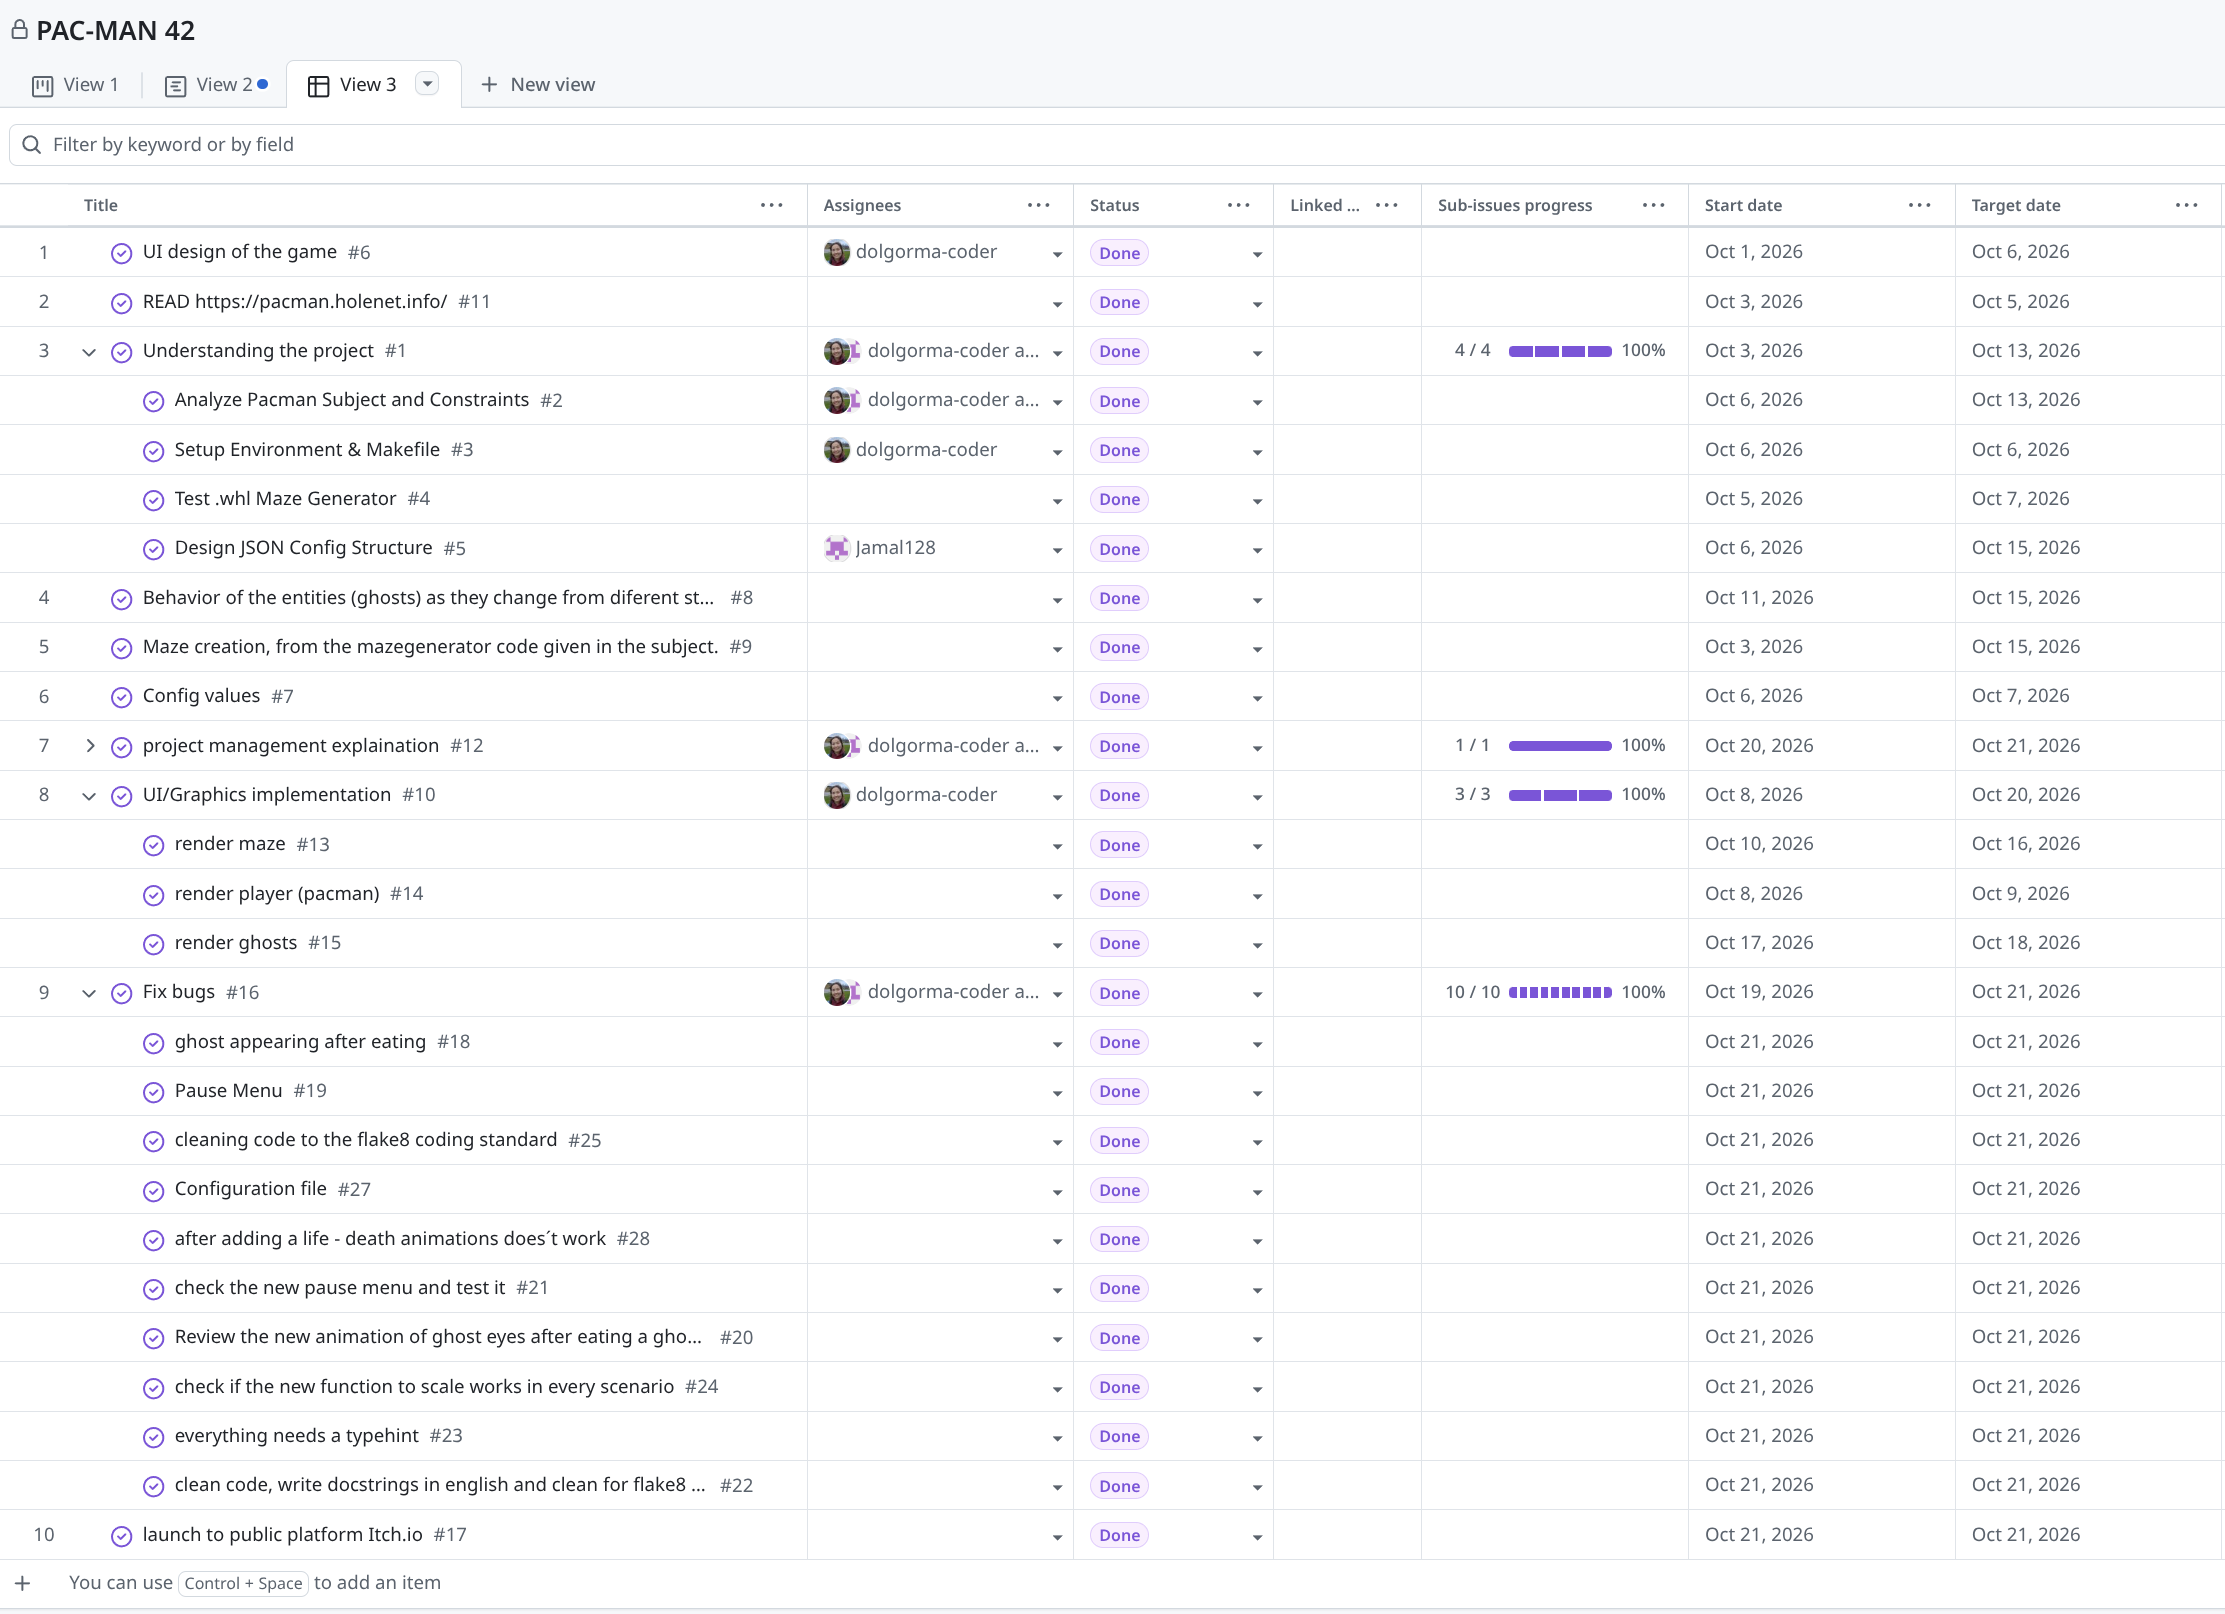 PAC-MAN 42
View 1 View 2 View 3 New view
Filter by keyword or by field
Title Assignees Status Linked ... Sub-issues progress Start date Target date
1 UI design of the game #6 dolgorma-coder Done Oct 1, 2026 Oct 6, 2026
2 READ https://pacman.holenet.info/ #11 Done Oct 3, 2026 Oct 5, 2026
3 Understanding the project #1 dolgorma-coder a... Done 4 / 4 100% Oct 3, 2026 Oct 13, 2026
Analyze Pacman Subject and Constraints #2 dolgorma-coder a... Done Oct 6, 2026 Oct 13, 2026
Setup Environment & Makefile #3 dolgorma-coder Done Oct 6, 2026 Oct 6, 2026
Test .whl Maze Generator #4 Done Oct 5, 2026 Oct 7, 2026
Design JSON Config Structure #5 Jamal128 Done Oct 6, 2026 Oct 15, 2026
4 Behavior of the entities (ghosts) as they change from diferent st... #8 Done Oct 11, 2026 Oct 15, 2026
5 Maze creation, from the mazegenerator code given in the subject. #9 Done Oct 3, 2026 Oct 15, 2026
6 Config values #7 Done Oct 6, 2026 Oct 7, 2026
7 project management explaination #12 dolgorma-coder a... Done 1 / 1 100% Oct 20, 2026 Oct 21, 2026
8 UI/Graphics implementation #10 dolgorma-coder Done 3 / 3 100% Oct 8, 2026 Oct 20, 2026
render maze #13 Done Oct 10, 2026 Oct 16, 2026
render player (pacman) #14 Done Oct 8, 2026 Oct 9, 2026
render ghosts #15 Done Oct 17, 2026 Oct 18, 2026
9 Fix bugs #16 dolgorma-coder a... Done 10 / 10 100% Oct 19, 2026 Oct 21, 2026
ghost appearing after eating #18 Done Oct 21, 2026 Oct 21, 2026
Pause Menu #19 Done Oct 21, 2026 Oct 21, 2026
cleaning code to the flake8 coding standard #25 Done Oct 21, 2026 Oct 21, 2026
Configuration file #27 Done Oct 21, 2026 Oct 21, 2026
after adding a life - death animations does´t work #28 Done Oct 21, 2026 Oct 21, 2026
check the new pause menu and test it #21 Done Oct 21, 2026 Oct 21, 2026
Review the new animation of ghost eyes after eating a gho... #20 Done Oct 21, 2026 Oct 21, 2026
check if the new function to scale works in every scenario #24 Done Oct 21, 2026 Oct 21, 2026
everything needs a typehint #23 Done Oct 21, 2026 Oct 21, 2026
clean code, write docstrings in english and clean for flake8 ... #22 Done Oct 21, 2026 Oct 21, 2026
10 launch to public platform Itch.io #17 Done Oct 21, 2026 Oct 21, 2026
You can use Control + Space to add an item